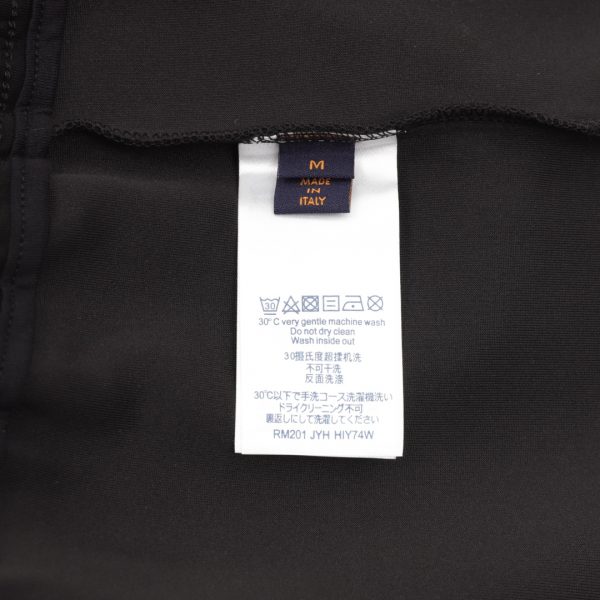 M
MADE
IN
ITALY
30
30°C very gentle machine wash
Do not dry clean
Wash inside out
30摄氏度超揉机洗
不可干洗
反面洗涤
30℃以下で手洗コース洗濯機洗い
ドライクリーニング不可
裏返しにして洗濯してください
RM201 JYH HIY74W